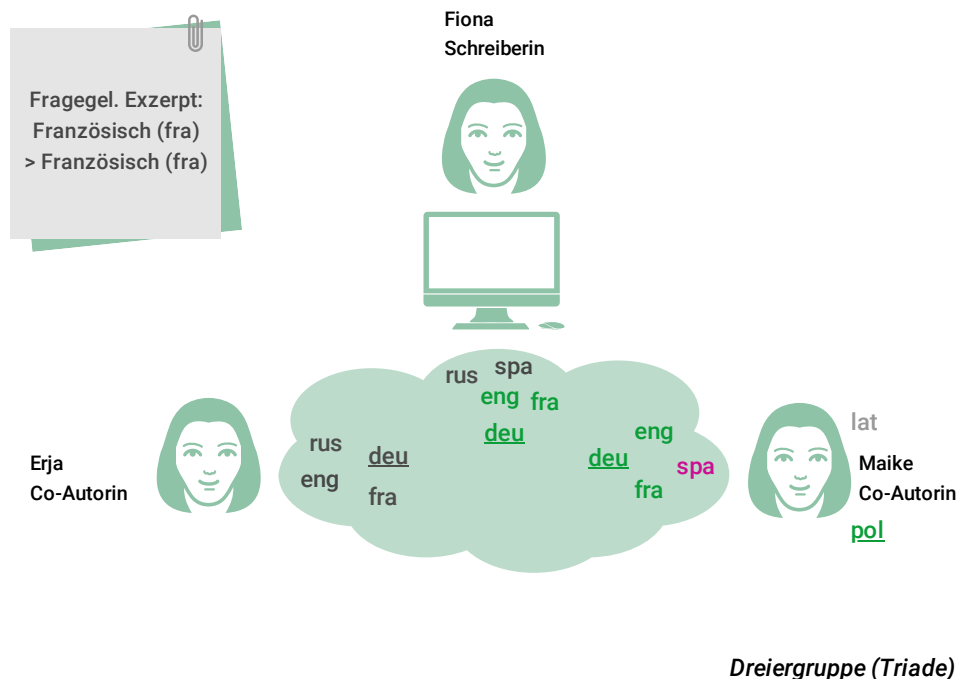 Fiona
Schreiberin
Fragegel. Exzerpt:
Französisch (fra)
> Französisch (fra)
rus spa
eng fra
deu
Erja
Co-Autorin
rus deu
eng fra
eng
deu spa
fra
lat
Maike
Co-Autorin
pol
Dreiergruppe (Triade)